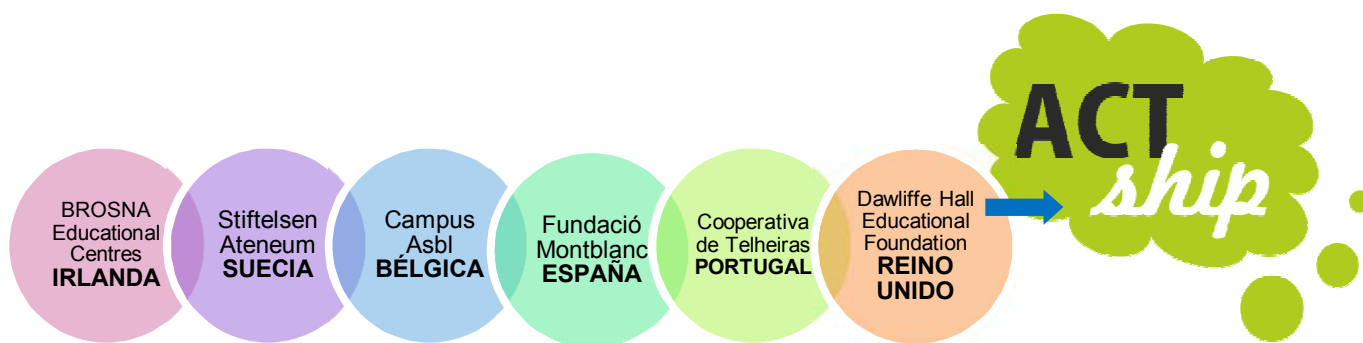 BROSNA
Educational
Centres
IRLANDA
Stiftelsen
Ateneum
SUECIA
Campus
Asbl
BÉLGICA
Fundació
Montblanc
ESPAÑA
Cooperativa
de Telheiras
PORTUGAL
Dawliffe Hall
Educational
Foundation
REINO
UNIDO
ACT
ship